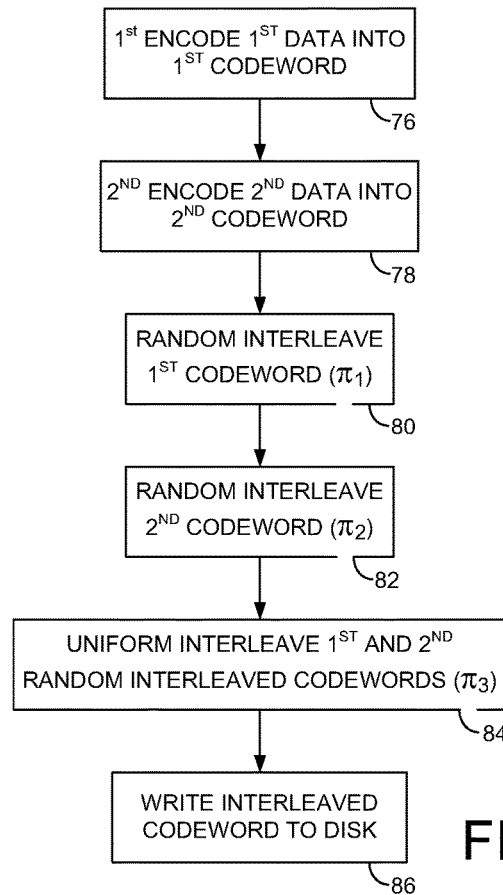 1st ENCODE 1ST DATA INTO
1ST CODEWORD
76
2ND ENCODE 2ND DATA INTO
2ND CODEWORD
78
RANDOM INTERLEAVE
1ST CODEWORD (π1)
80
RANDOM INTERLEAVE
2ND CODEWORD (π2)
82
UNIFORM INTERLEAVE 1ST AND 2ND
RANDOM INTERLEAVED CODEWORDS (π3)
84
WRITE INTERLEAVED
CODEWORD TO DISK
86